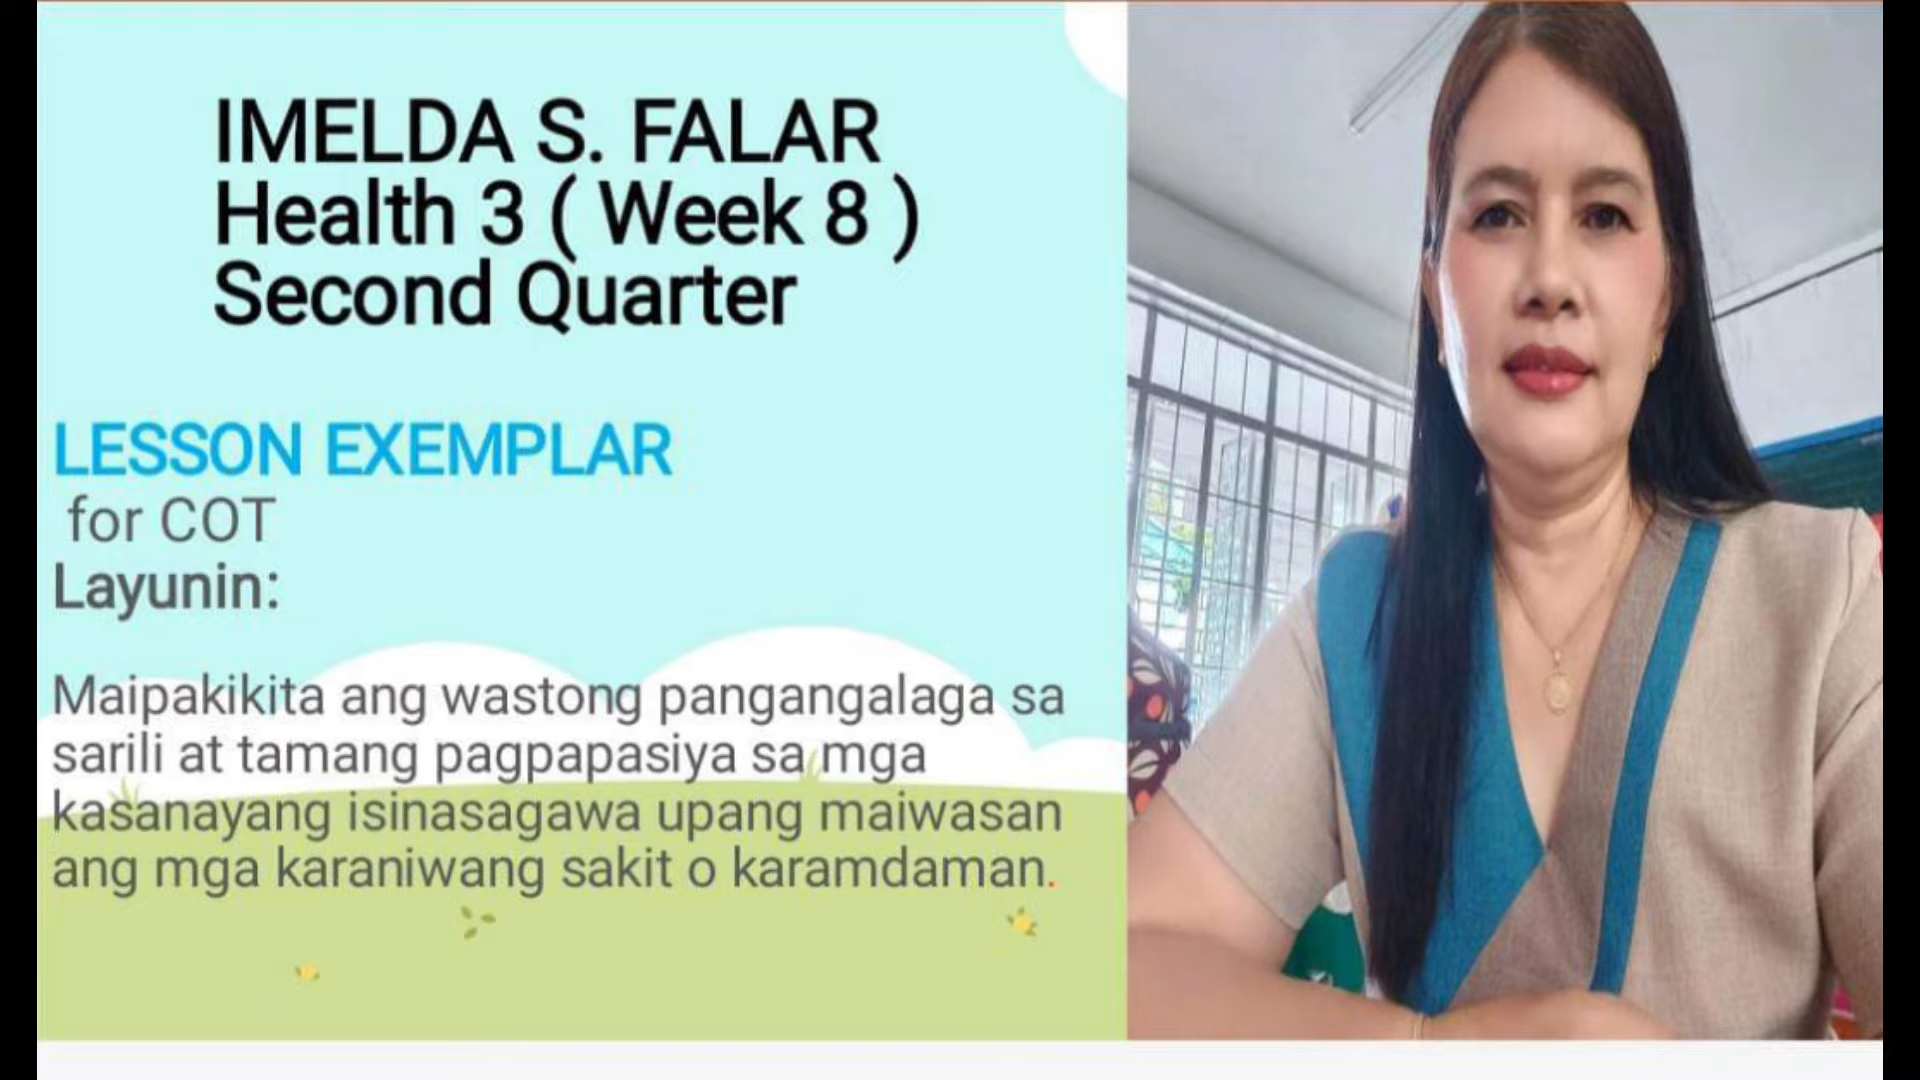 IMELDA S. FALAR
Health 3 ( Week 8 )
Second Quarter
LESSON EXEMPLAR
for COT
Layunin:
Maipakikita ang wastong pangangalaga sa
sarili at tamang pagpapasiya sa mga
kasanayang isinasagawa upang maiwasan
ang mga karaniwang sakit o karamdaman.